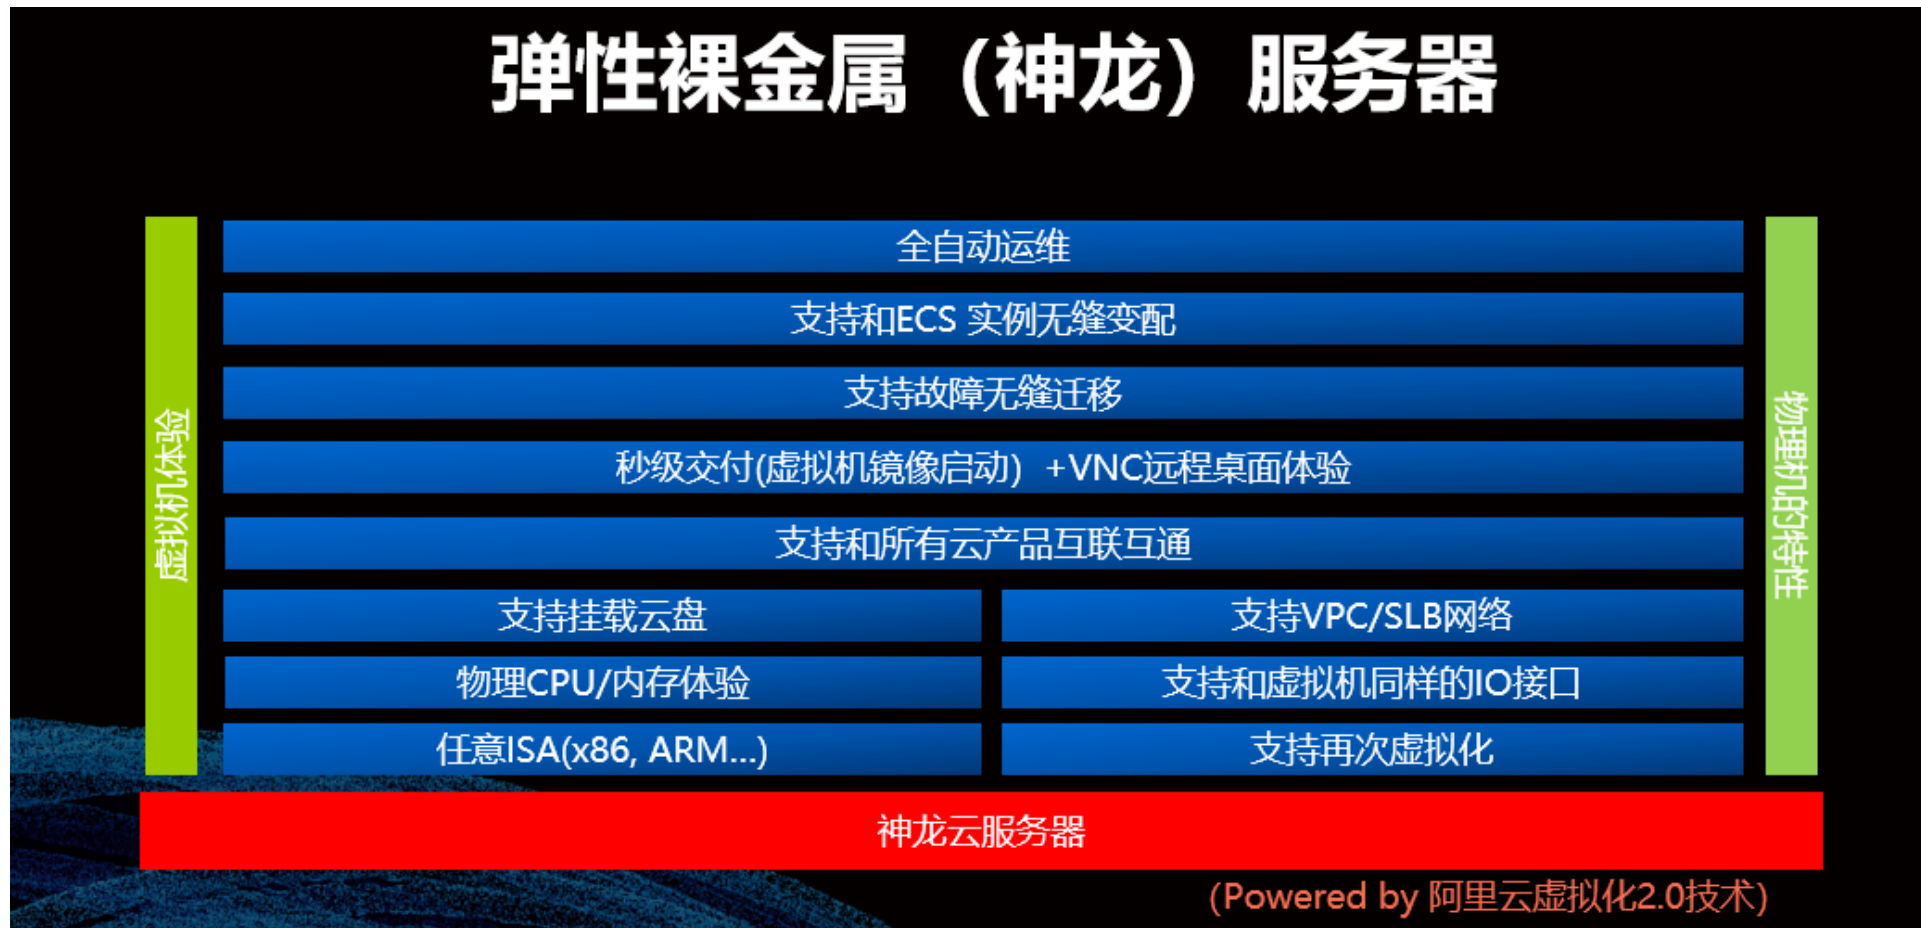 弹性裸金属（神龙）服务器
虚拟机体验
全自动运维
支持和ECS 实例无缝变配
支持故障无缝迁移
秒级交付(虚拟机镜像启动）+VNC远程桌面体验
支持和所有云产品互联互通
支持挂载云盘
支持VPC/SLB网络
物理CPU/内存体验
支持和虚拟机同样的IO接口
任意ISA(x86, ARM...)
支持再次虚拟化
物理机的特性
神龙云服务器
(Powered by 阿里云虚拟化2.0技术)